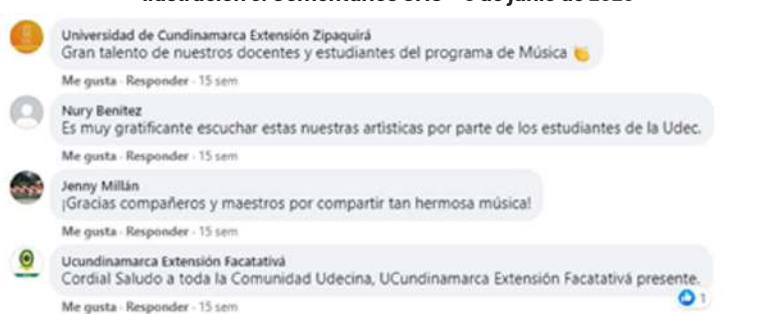 Universidad de Cundinamarca Extensión Zipaquirá
Gran talento de nuestros docentes y estudiantes del programa de Música 👏
Me gusta · Responder · 15 sem
Nury Benitez
Es muy gratificante escuchar estas nuestras artisticas por parte de los estudiantes de la Udec.
Me gusta · Responder · 15 sem
Jenny Millán
¡Gracias compañeros y maestros por compartir tan hermosa música!
Me gusta · Responder · 15 sem
Ucundinamarca Extensión Facatativá
Cordial Saludo a toda la Comunidad Udecina, UCundinamarca Extensión Facatativá presente.
1
Me gusta · Responder · 15 sem